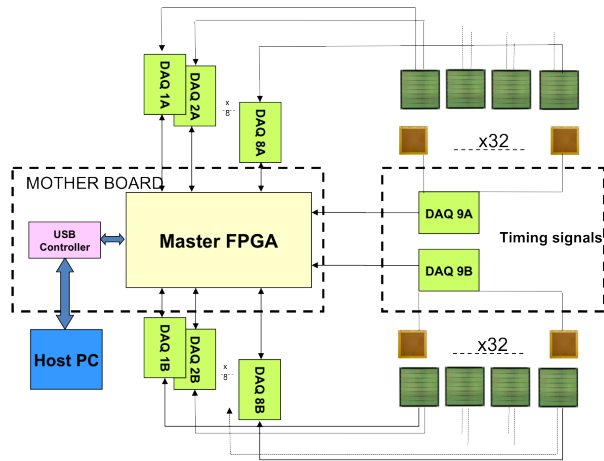 DAQ 1A
DAQ 2A
x
8
DAQ 8A
x32
MOTHER BOARD
USB
Controller
Master FPGA
DAQ 9A
Timing signals
DAQ 9B
Host PC
DAQ 1B
DAQ 2B
x
8
DAQ 8B
x32